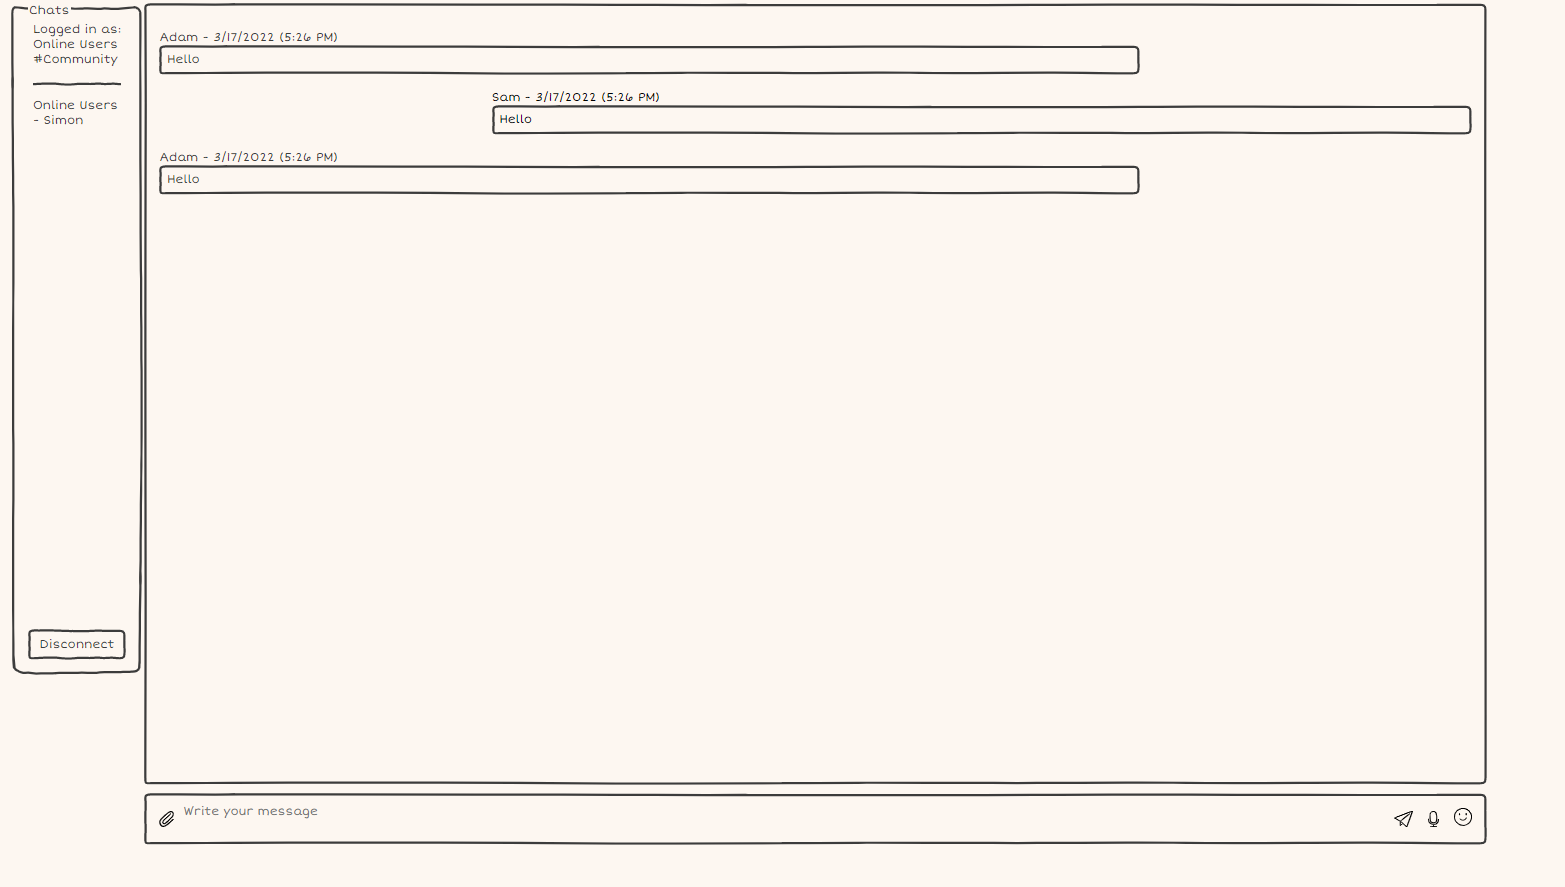 Chats
Logged in as:
Online Users
#Community
Online Users
- Simon
Disconnect
Adam - 3/17/2022 (5:26 PM)
Hello
Sam - 3/17/2022 (5:26 PM)
Hello
Adam - 3/17/2022 (5:26 PM)
Hello
Write your message